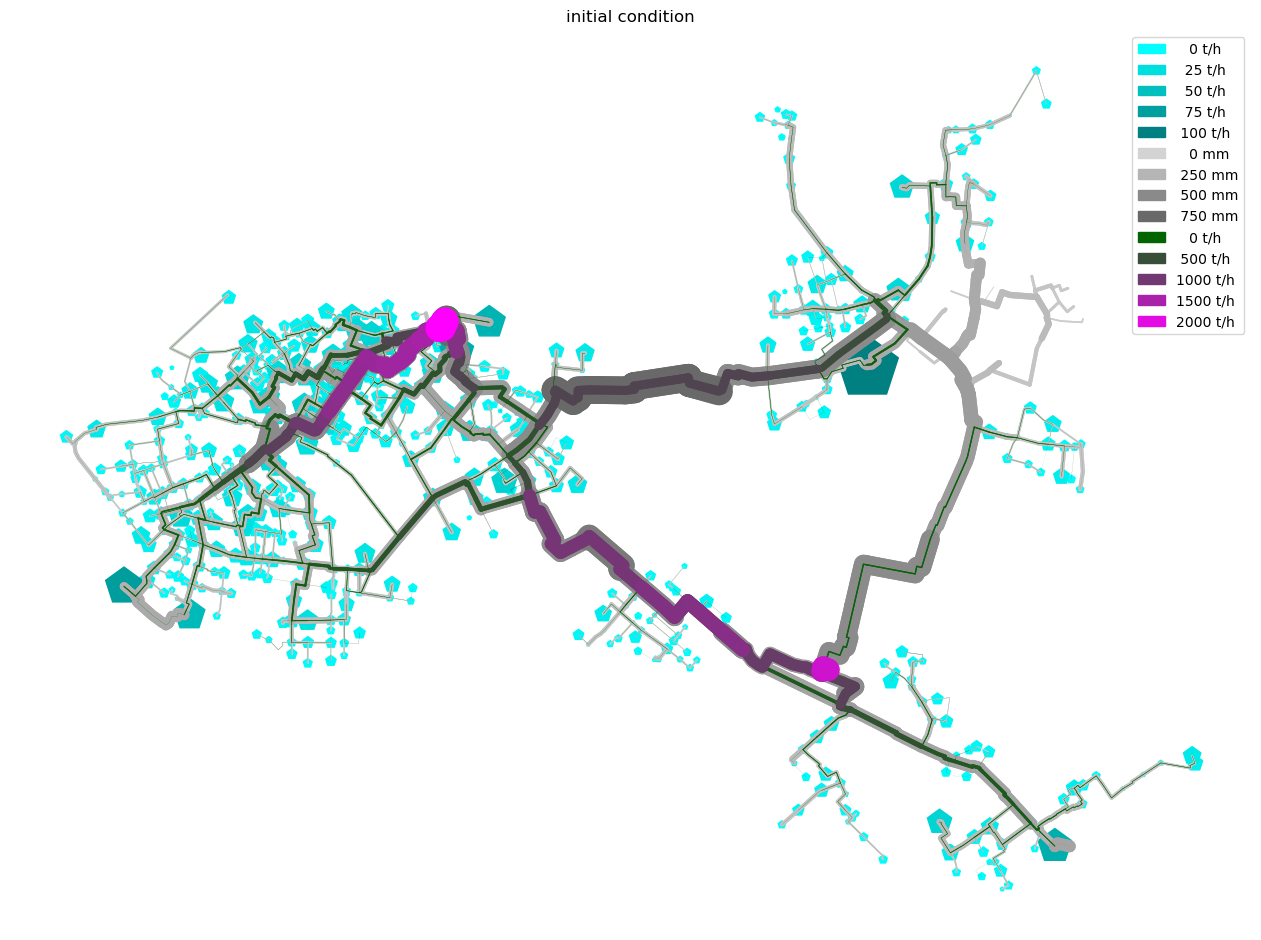 initial condition
0 t/h
25 t/h
50 t/h
75 t/h
100 t/h
0 mm
250 mm
500 mm
750 mm
0 t/h
500 t/h
1000 t/h
1500 t/h
2000 t/h